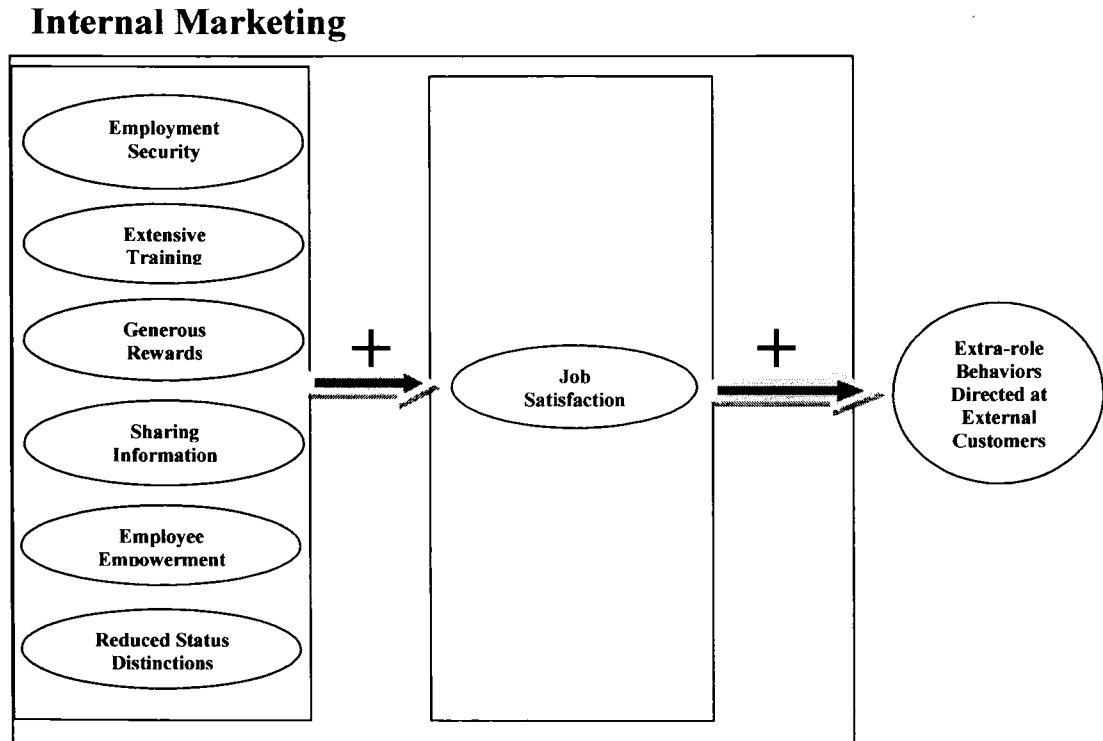 Internal Marketing
Employment
Security
Extensive
Training
Generous
Rewards
Sharing
Information
Employee
Empowerment
Reduced Status
Distinctions
+
Job
Satisfaction
+
Extra-role
Behaviors
Directed at
External
Customers